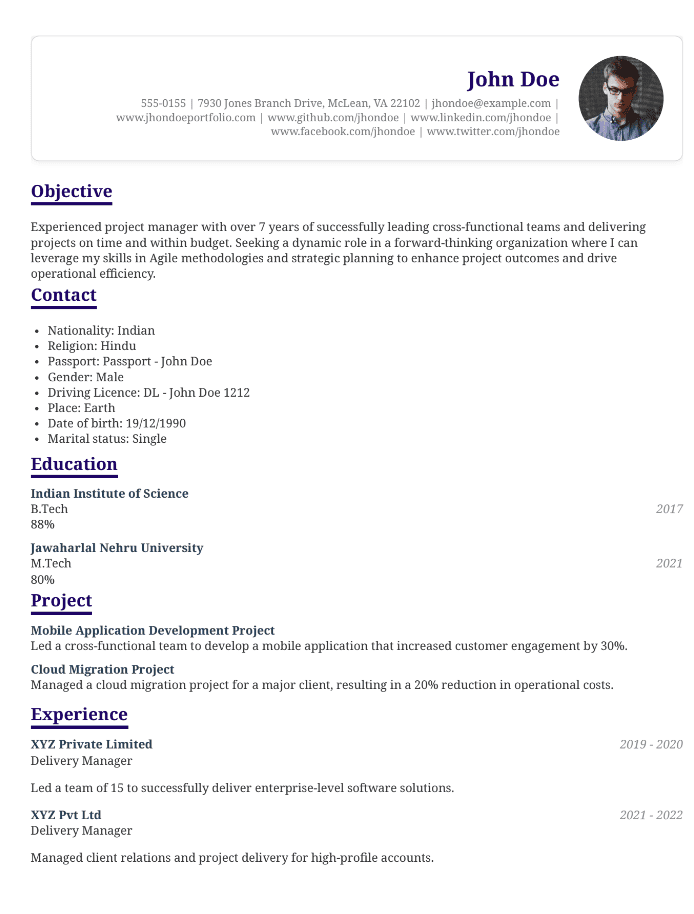 John Doe
555-0155 | 7930 Jones Branch Drive, McLean, VA 22102 | jhondoe@example.com |
www.jhondoeportfolio.com | www.github.com/jhondoe | www.linkedin.com/jhondoe |
www.facebook.com/jhondoe | www.twitter.com/jhondoe
Objective
Experienced project manager with over 7 years of successfully leading cross-functional teams and delivering
projects on time and within budget. Seeking a dynamic role in a forward-thinking organization where I can
leverage my skills in Agile methodologies and strategic planning to enhance project outcomes and drive
operational efficiency.
Contact
• Nationality: Indian
• Religion: Hindu
• Passport: Passport - John Doe
• Gender: Male
• Driving Licence: DL - John Doe 1212
• Place: Earth
• Date of birth: 19/12/1990
• Marital status: Single
Education
Indian Institute of Science
B.Tech 2017
88%
Jawaharlal Nehru University
M.Tech 2021
80%
Project
Mobile Application Development Project
Led a cross-functional team to develop a mobile application that increased customer engagement by 30%.
Cloud Migration Project
Managed a cloud migration project for a major client, resulting in a 20% reduction in operational costs.
Experience
XYZ Private Limited 2019 - 2020
Delivery Manager
Led a team of 15 to successfully deliver enterprise-level software solutions.
XYZ Pvt Ltd 2021 - 2022
Delivery Manager
Managed client relations and project delivery for high-profile accounts.